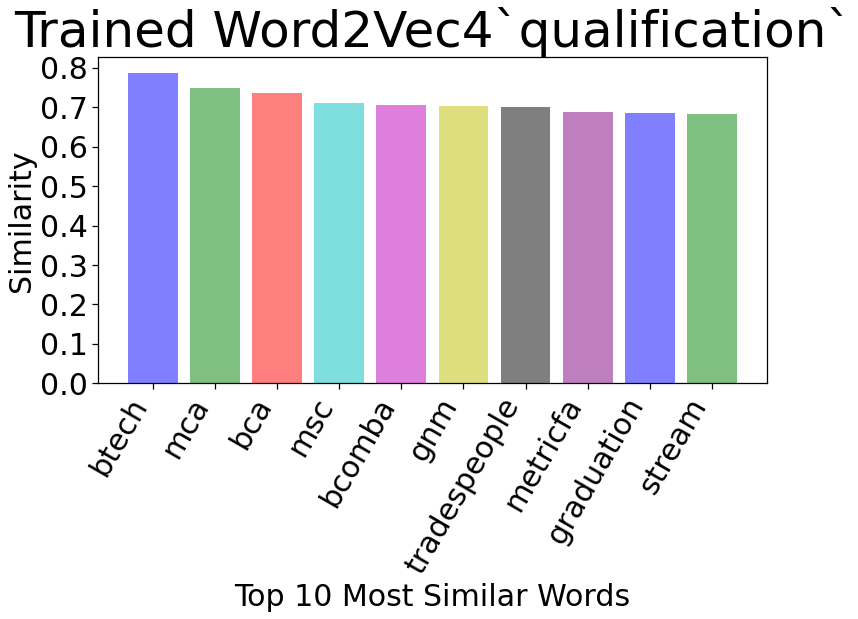 Trained Word2Vec4`qualification`
Similarity
0.8
0.7
0.6
0.5
0.4
0.3
0.2
0.1
0.0
btech
mca
bca
msc
bcomba
gnm
tradespeople
metricfa
graduation
stream
Top 10 Most Similar Words